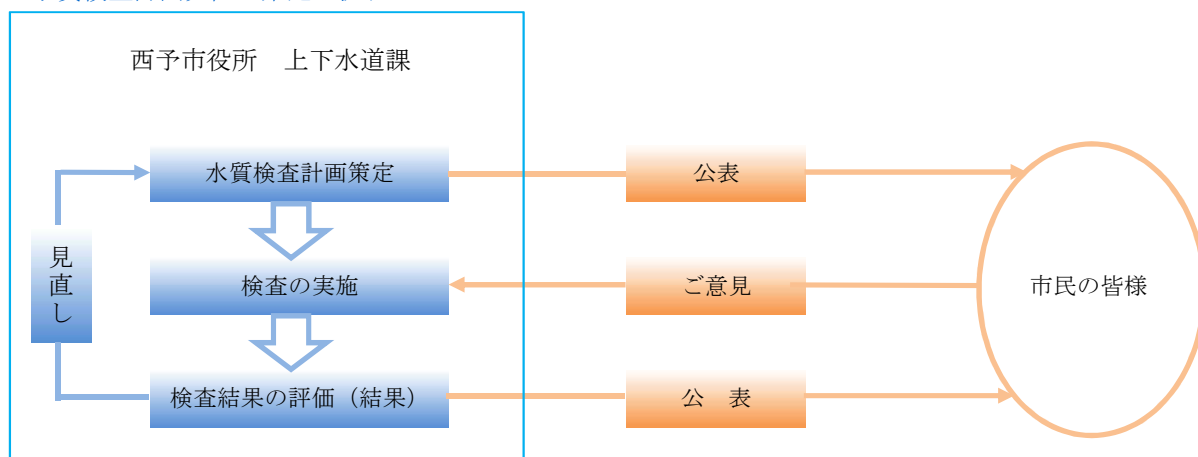 西予市役所　上下水道課
水質検査計画策定
公表
見直し
検査の実施
ご意見
市民の皆様
検査結果の評価（結果）
公　表